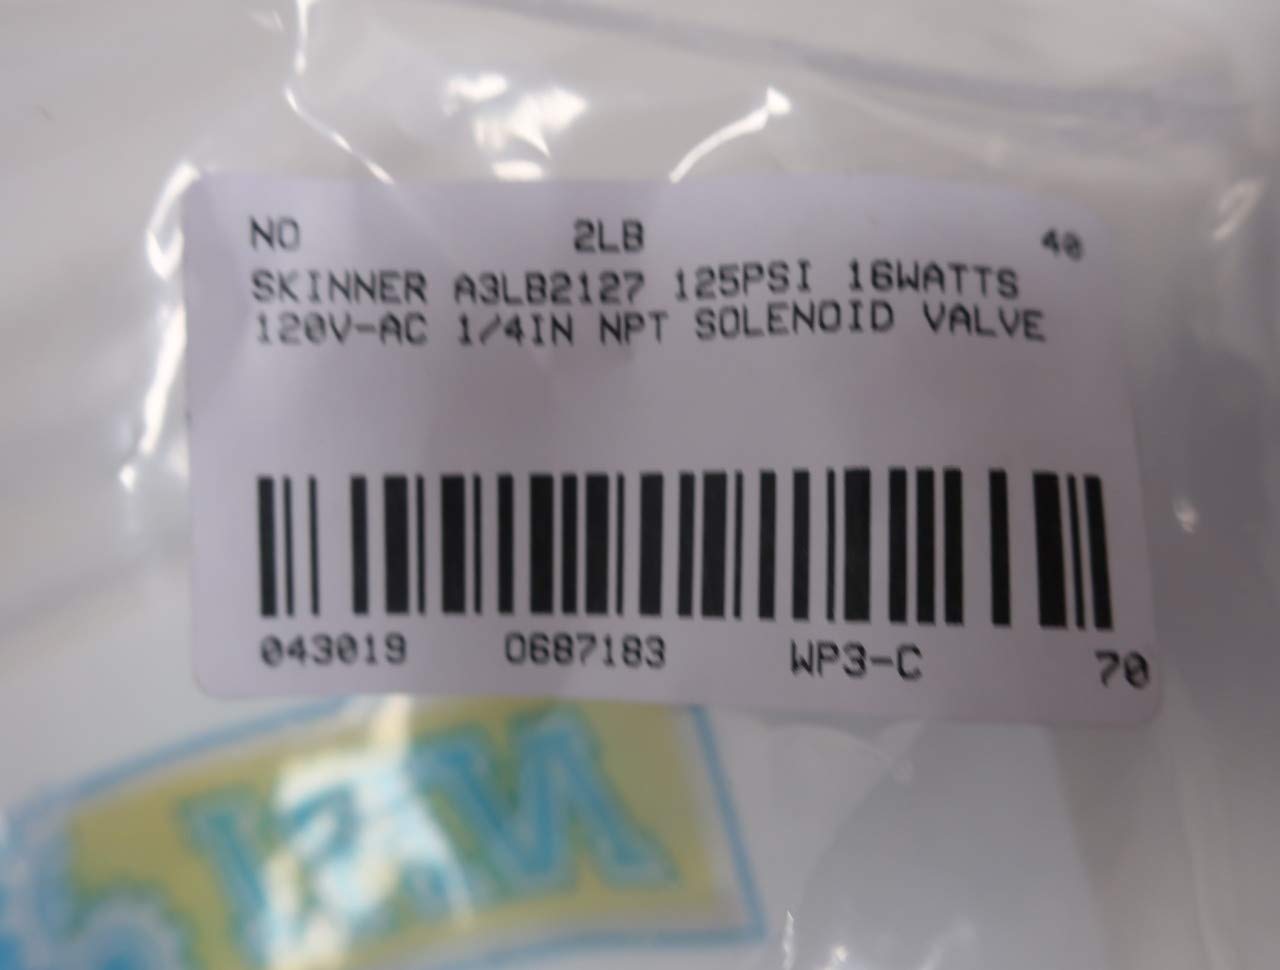 NO 2LB 40
SKINNER A3LB2127 125PSI 16WATTS
120V-AC 1/4IN NPT SOLENOID VALVE
043019 0687183 WP3-C 70